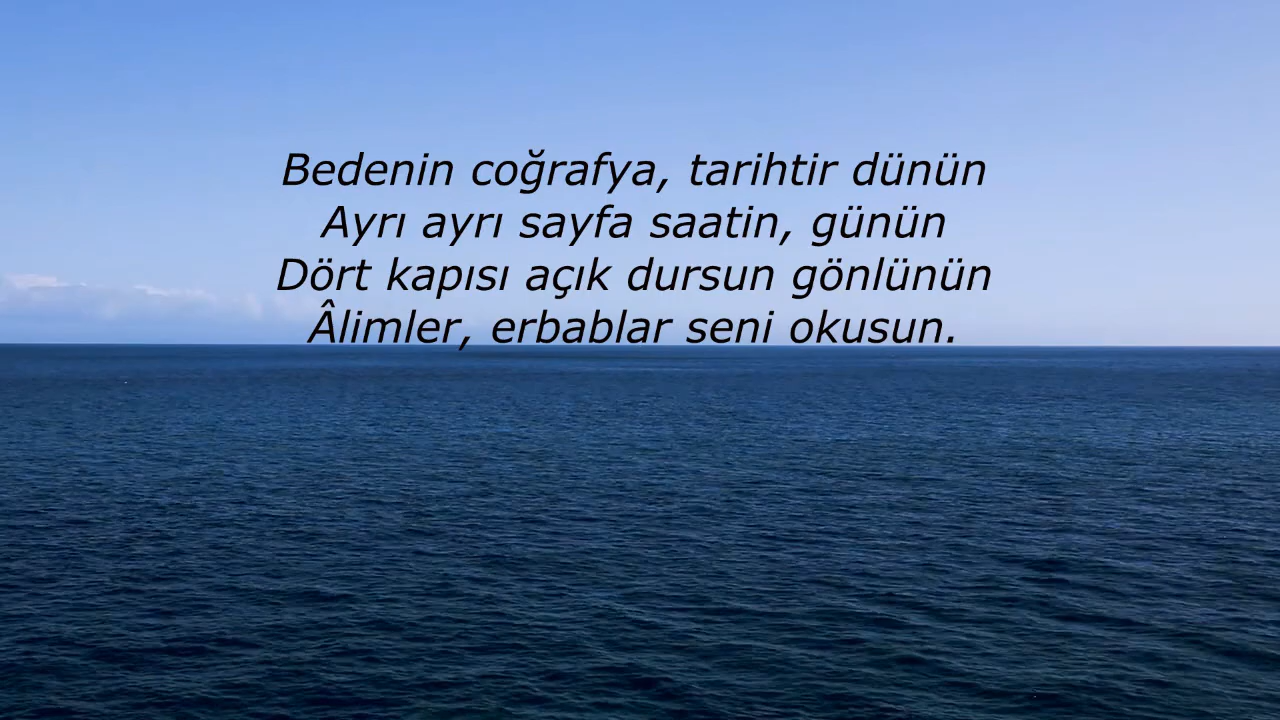 Bedenin coğrafya, tarihtir dünün
Ayrı ayrı sayfa saatin, günün
Dört kapısı açık dursun gönlünün
Âlimler, erbablar seni okusun.